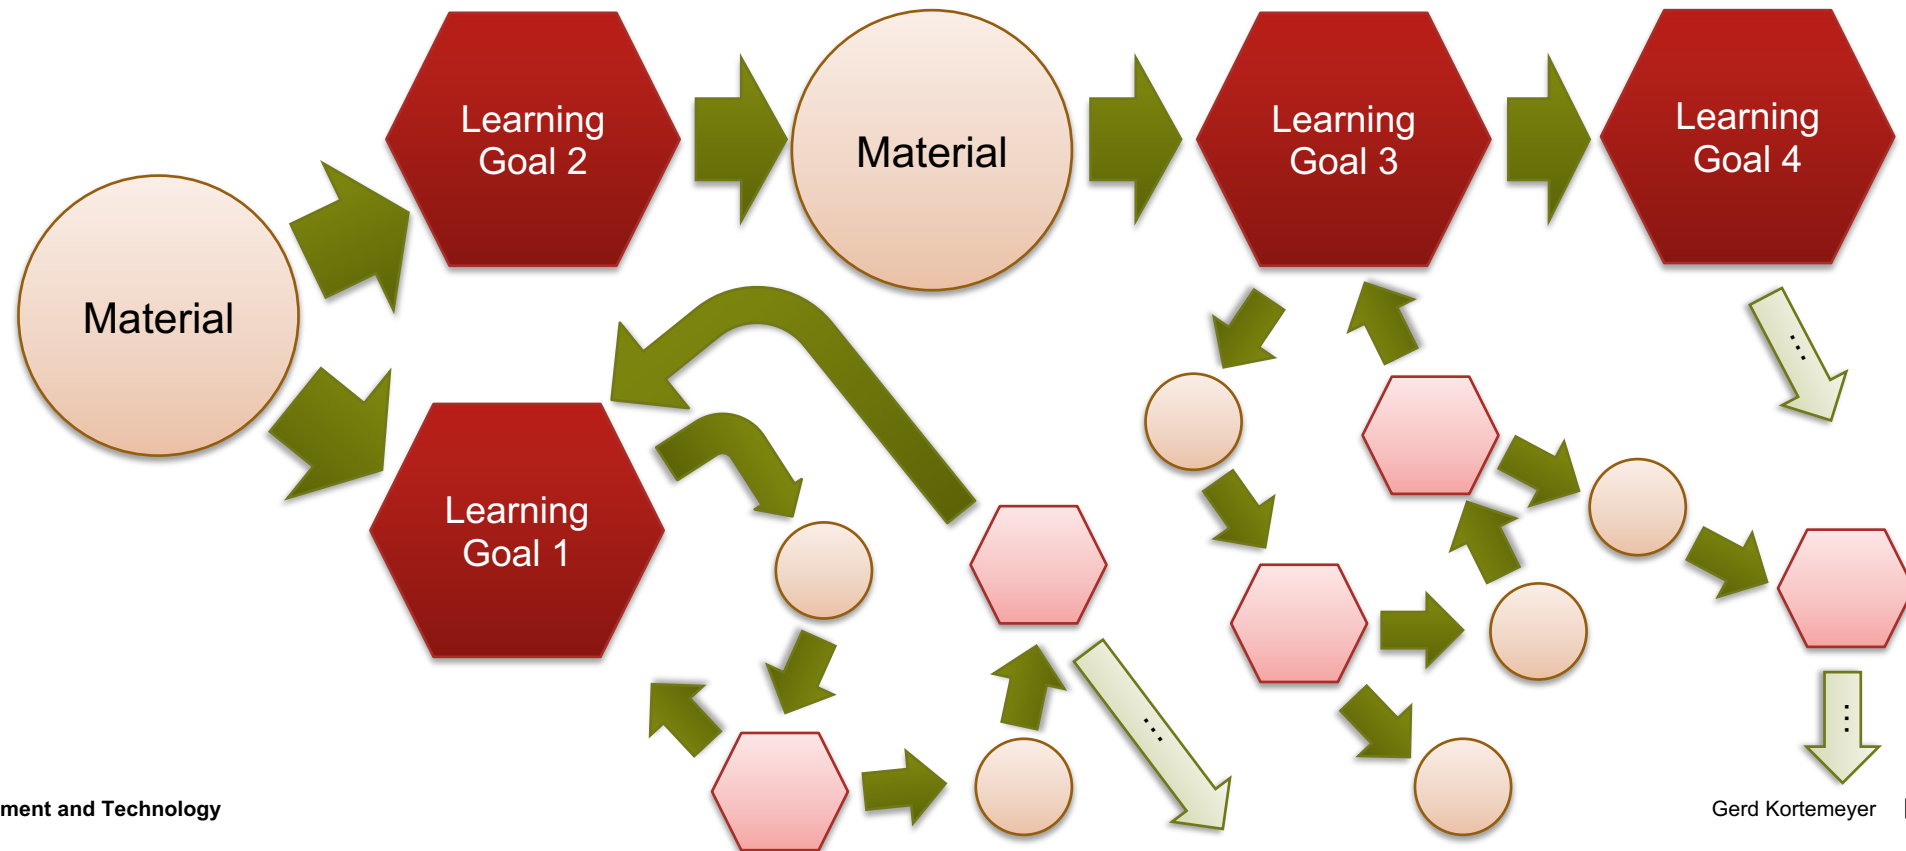 Learning
Goal 2
Material
Learning
Goal 3
Learning
Goal 4
Material
...
Learning
Goal 1
...
...
ment and Technology
Gerd Kortemeyer |